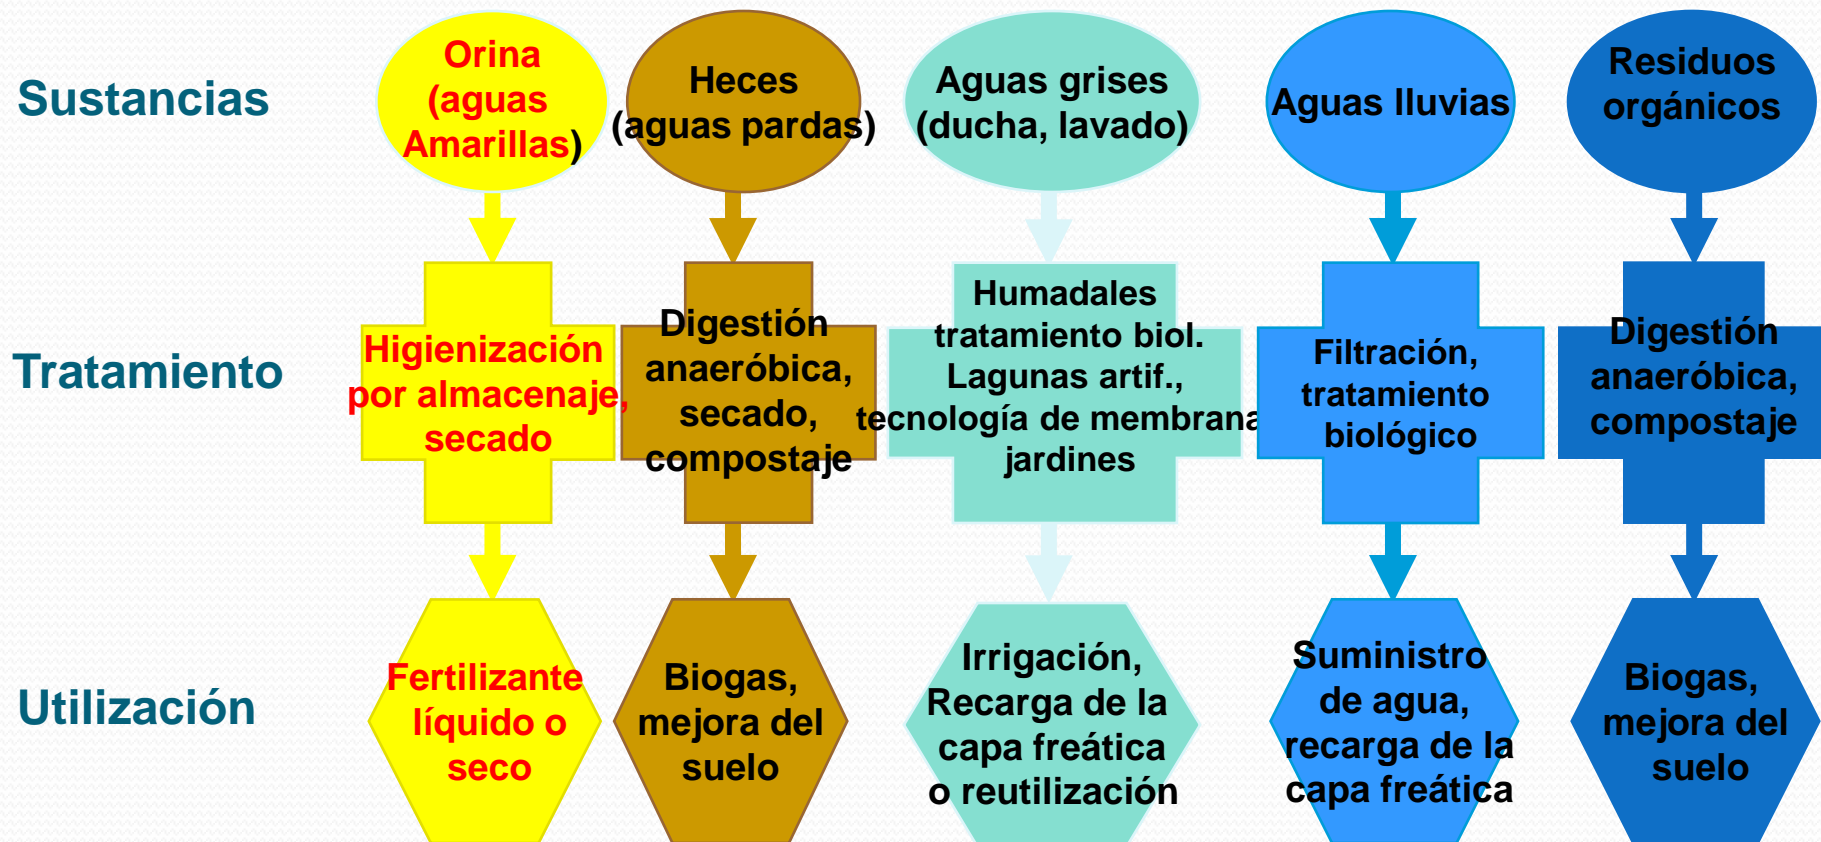 Sustancias
Orina
(aguas
Amarillas)
Heces
(aguas pardas)
Aguas grises
(ducha, lavado)
Aguas lluvias
Residuos
orgánicos
Tratamiento
Higienización
por almacenaje,
secado
Digestión
anaeróbica,
secado,
compostaje
Humadales
tratamiento biol.
Lagunas artif.,
tecnología de membrana
jardines
Filtración,
tratamiento
biológico
Digestión
anaeróbica,
compostaje
Utilización
Fertilizante
líquido o
seco
Biogas,
mejora del
suelo
Irrigación,
Recarga de la
capa freática
o reutilización
Suministro
de agua,
recarga de la
capa freática
Biogas,
mejora del
suelo